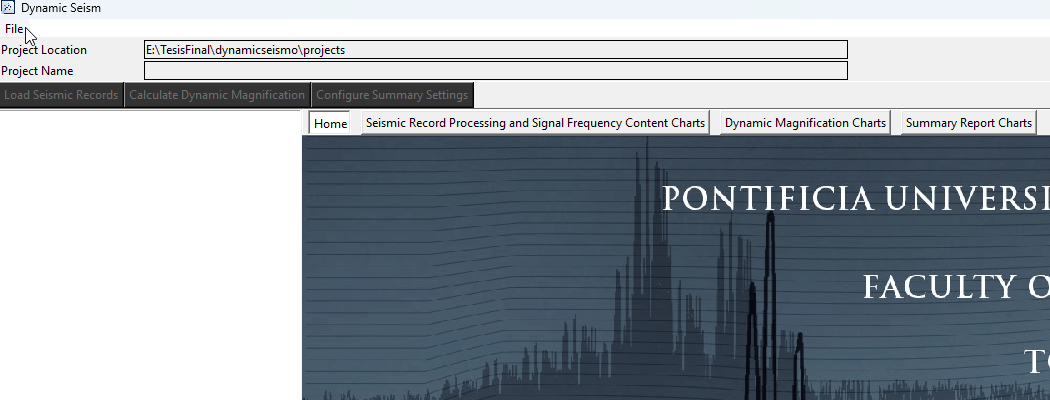 Dynamic Seism
File
Project Location E:\TesisFinal\dynamicseismo\projects
Project Name
Load Seismic Records Calculate Dynamic Magnification Configure Summary Settings
Home Seismic Record Processing and Signal Frequency Content Charts Dynamic Magnification Charts Summary Report Charts
PONTIFICIA UNIVERSI
FACULTY O